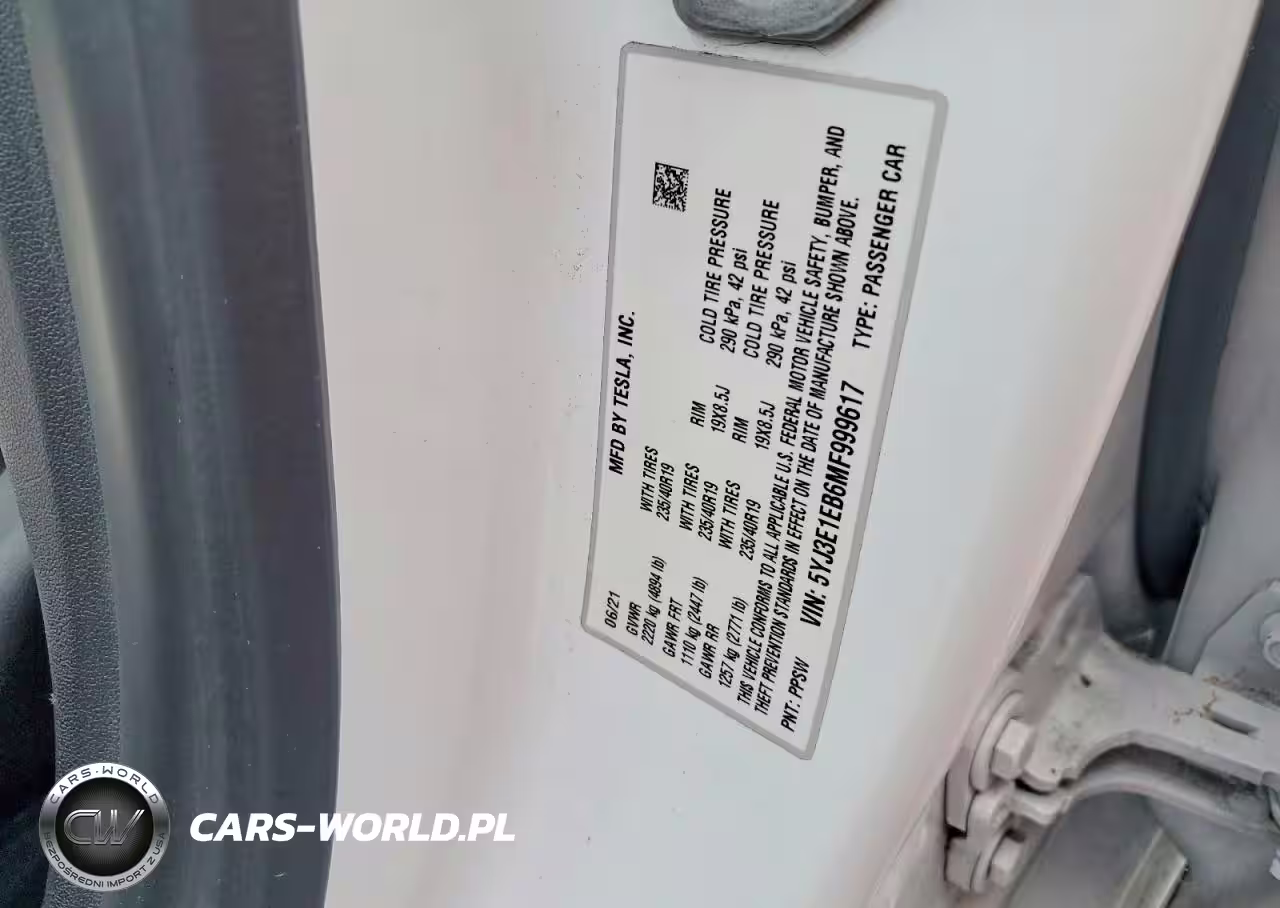 MFD BY TESLA, INC.
06/21
GVWR
2220 kg (4894 lb)
GAWR FRT WITH TIRES RIM COLD TIRE PRESSURE
1110 kg (2447 lb) 235/40R19 19X8.5J 290 kPa, 42 psi
GAWR RR WITH TIRES RIM COLD TIRE PRESSURE
1257 kg (2771 lb) 235/40R19 19X8.5J 290 kPa, 42 psi
WITH TIRES
235/40R19
THIS VEHICLE CONFORMS TO ALL APPLICABLE U.S. FEDERAL MOTOR VEHICLE SAFETY, BUMPER, AND
THEFT PREVENTION STANDARDS IN EFFECT ON THE DATE OF MANUFACTURE SHOWN ABOVE.
PNT: PPSW VIN: 5YJ3E1EB6MF999617 TYPE: PASSENGER CAR
CARS-WORLD
CW
BEZPOŚREDNI IMPORT Z USA
CARS-WORLD.PL